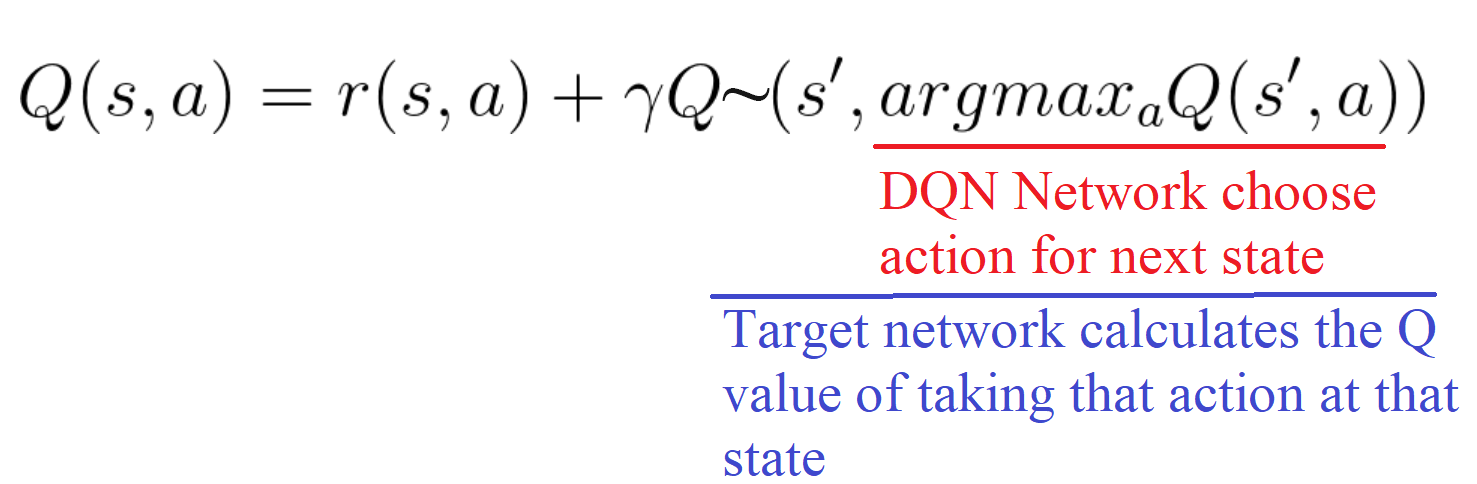 Q(s, a) = r(s, a) + γQ~(s′, argmaxₐQ(s′, a))
DQN Network choose
action for next state
Target network calculates the Q
value of taking that action at that
state